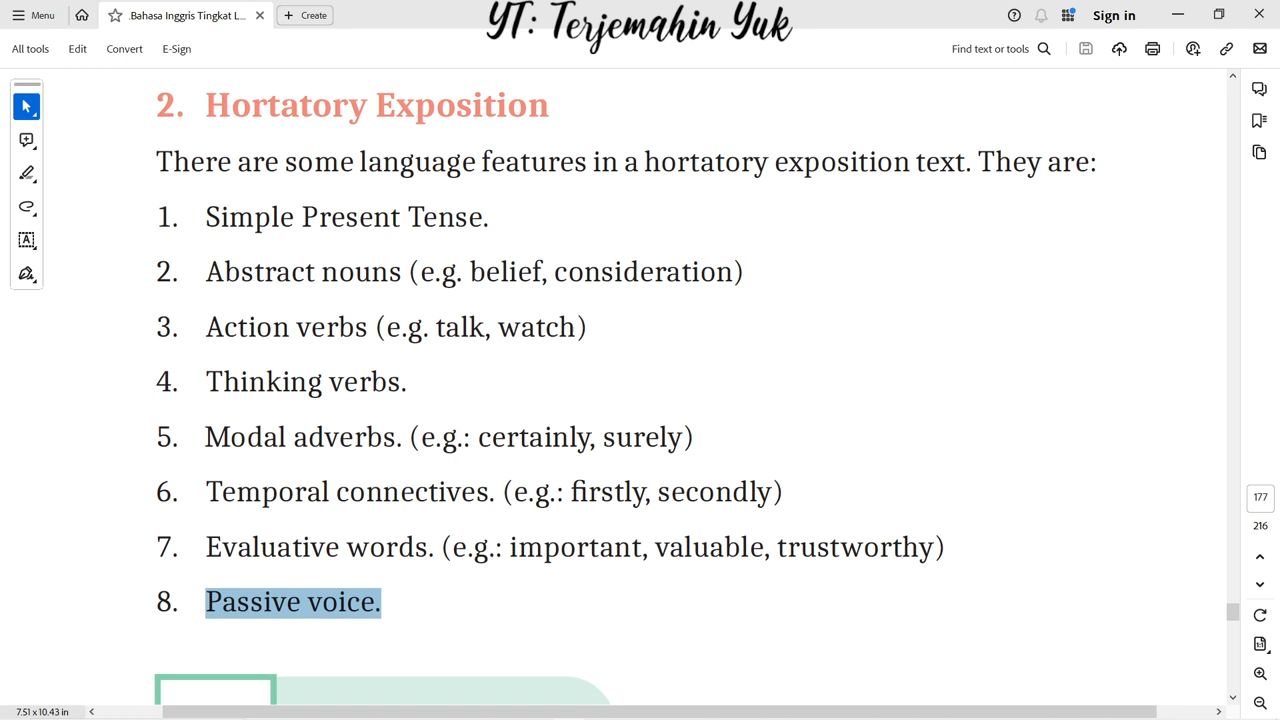 Menu
.Bahasa Inggris Tingkat L...
Create
YT: Terjemahin Yuk
Sign in
All tools
Edit
Convert
E-Sign
Find text or tools
2. Hortatory Exposition
There are some language features in a hortatory exposition text. They are:
1. Simple Present Tense.
2. Abstract nouns (e.g. belief, consideration)
3. Action verbs (e.g. talk, watch)
4. Thinking verbs.
5. Modal adverbs. (e.g.: certainly, surely)
6. Temporal connectives. (e.g.: firstly, secondly)
7. Evaluative words. (e.g.: important, valuable, trustworthy)
8. Passive voice.
177
216
7.51 x 10.43 in